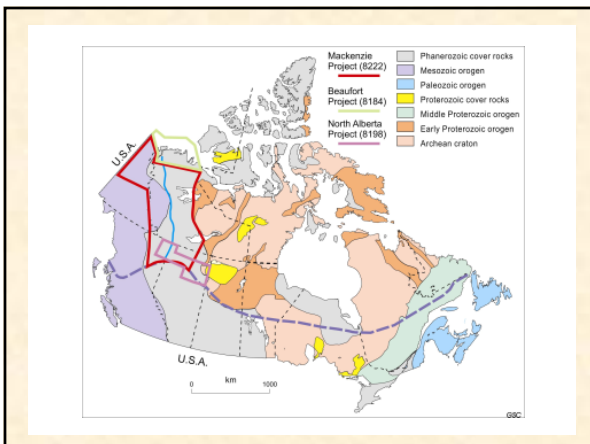 Mackenzie
Project (8222)
Beaufort
Project (8184)
North Alberta
Project (8198)
Phanerozoic cover rocks
Mesozoic orogen
Paleozoic orogen
Proterozoic cover rocks
Middle Proterozoic orogen
Early Proterozoic orogen
Archean craton
U.S.A.
U.S.A.
km
0 1000
GSC